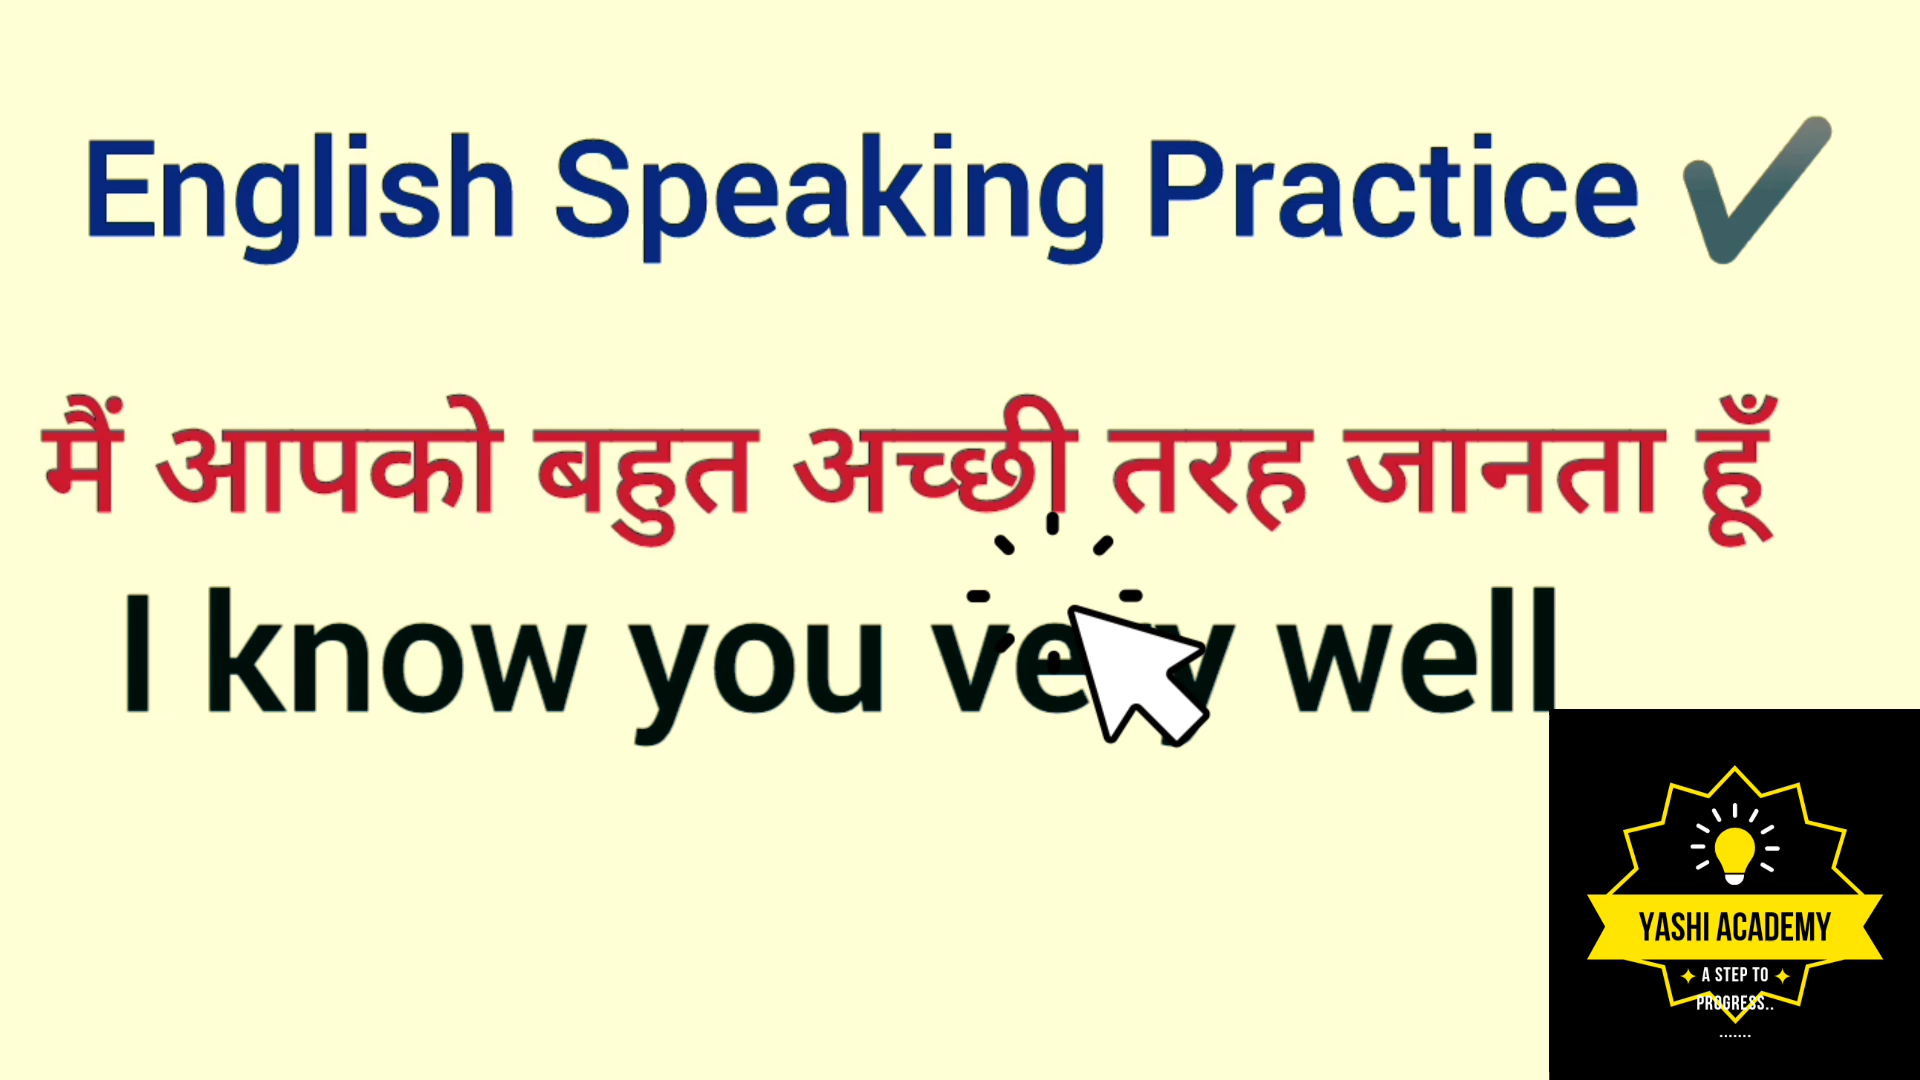 English Speaking Practice ✔
मैं आपको बहुत अच्छी तरह जानता हूँ
I know you very well
YASHI ACADEMY
✦ A STEP TO ✦
PROGRESS..
.......